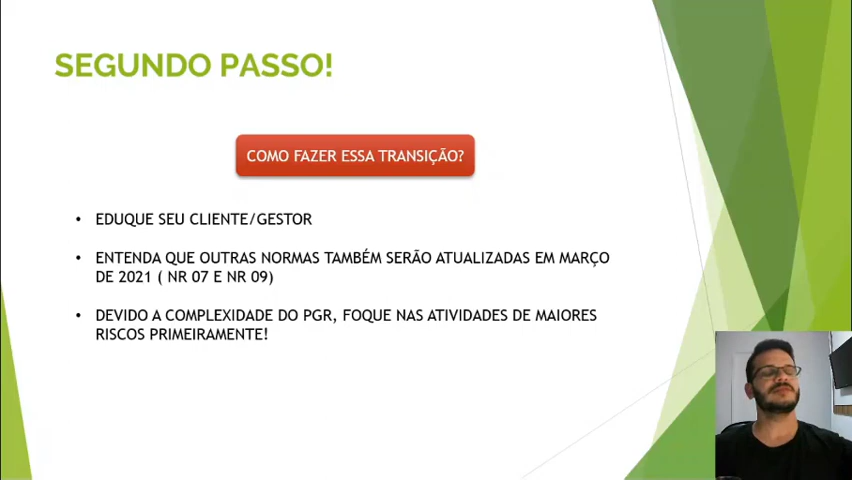 SEGUNDO PASSO!
COMO FAZER ESSA TRANSIÇÃO?
• EDUQUE SEU CLIENTE/GESTOR
• ENTENDA QUE OUTRAS NORMAS TAMBÉM SERÃO ATUALIZADAS EM MARÇO
DE 2021 ( NR 07 E NR 09)
• DEVIDO A COMPLEXIDADE DO PGR, FOQUE NAS ATIVIDADES DE MAIORES
RISCOS PRIMEIRAMENTE!